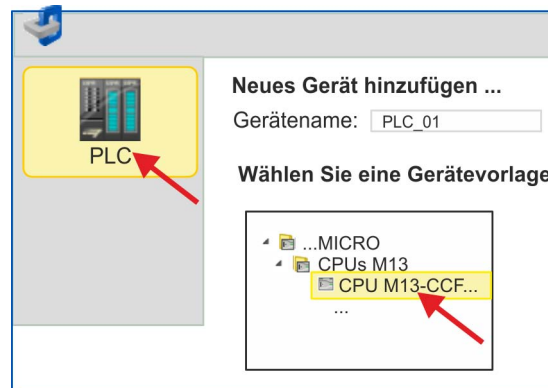 PLC
Neues Gerät hinzufügen ...
Gerätename: PLC_01
Wählen Sie eine Gerätevorlage
...MICRO
CPUs M13
CPU M13-CCF...
...